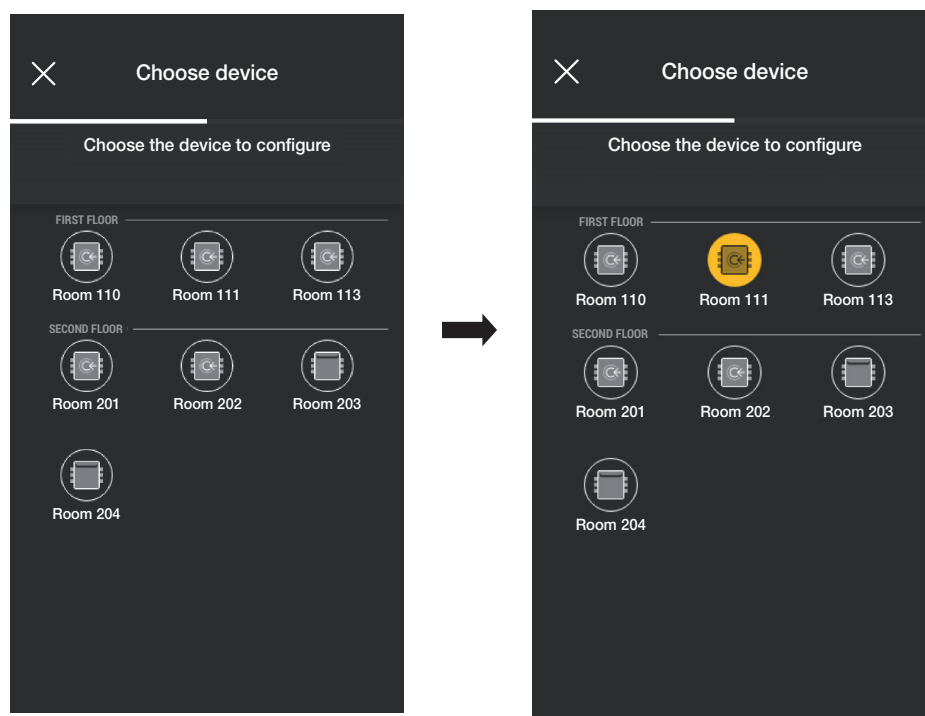 Choose device
Choose the device to configure
FIRST FLOOR
Room 110 Room 111 Room 113
SECOND FLOOR
Room 201 Room 202 Room 203
Room 204
Choose device
Choose the device to configure
FIRST FLOOR
Room 110 Room 111 Room 113
SECOND FLOOR
Room 201 Room 202 Room 203
Room 204